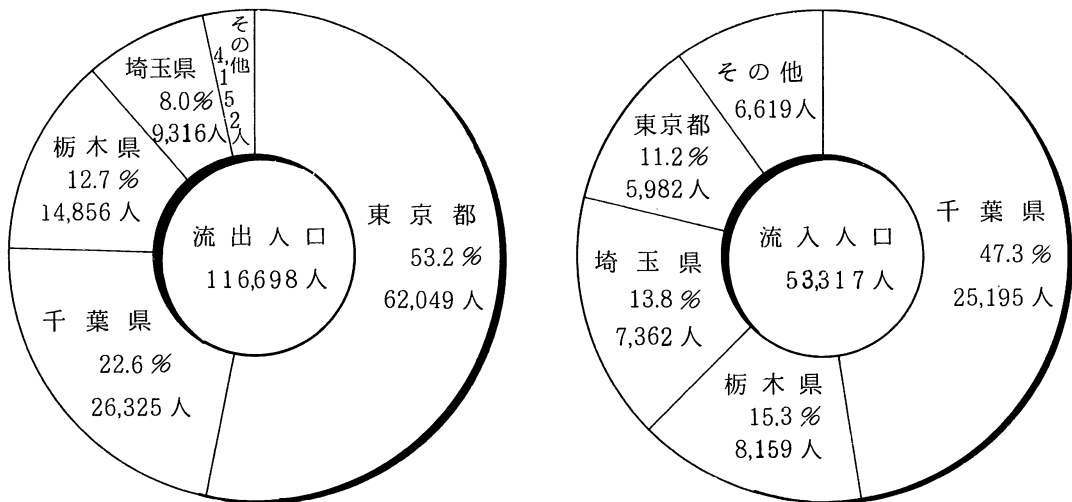 流出人口
116,698人
東京都
53.2%
62,049人
千葉県
22.6%
26,325人
栃木県
12.7%
14,856人
埼玉県
8.0%
9,316人
その他
4,152人
流入人口
53,317人
千葉県
47.3%
25,195人
栃木県
15.3%
8,159人
埼玉県
13.8%
7,362人
東京都
11.2%
5,982人
その他
6,619人